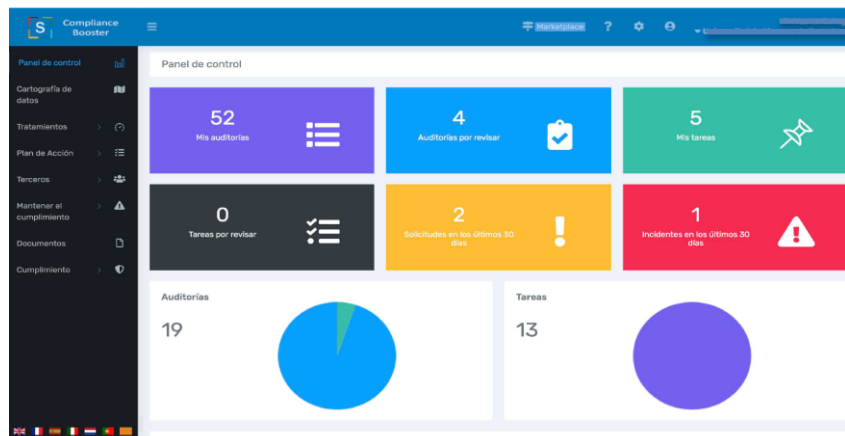 S
Compliance
Booster
Marketplace
?
Panel de control
Panel de control
Cartografía de
datos
Tratamientos
Plan de Acción
Terceros
Mantener el
cumplimiento
Documentos
Cumplimiento
52
Mis auditorías
4
Auditorías por revisar
5
Mis tareas
0
Tareas por revisar
2
Solicitudes en los últimos 30
días
1
Incidentes en los últimos 30
días
Auditorías
19
Tareas
13